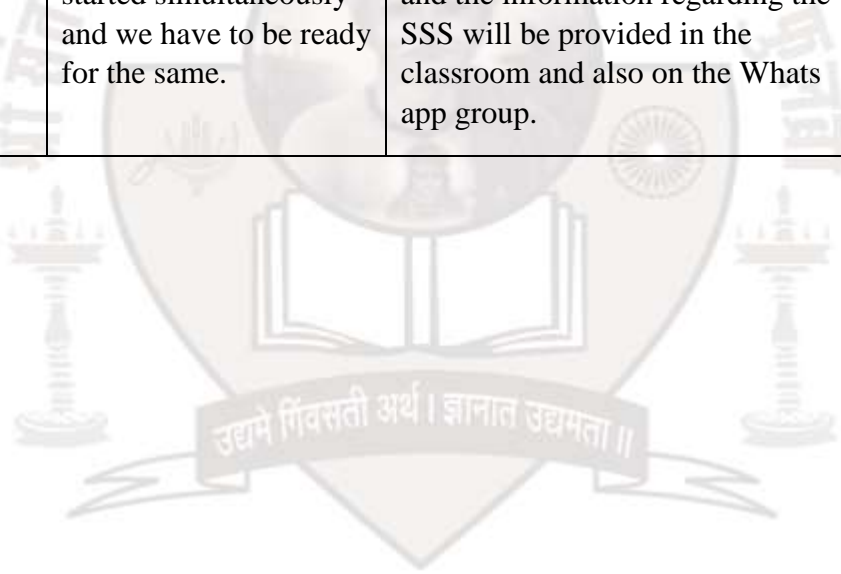 started simultaneously
and we have to be ready
for the same.
and the information regarding the
SSS will be provided in the
classroom and also on the Whats
app group.
उद्यमे गिंवसती अर्थ। ज्ञानात उद्यमता॥